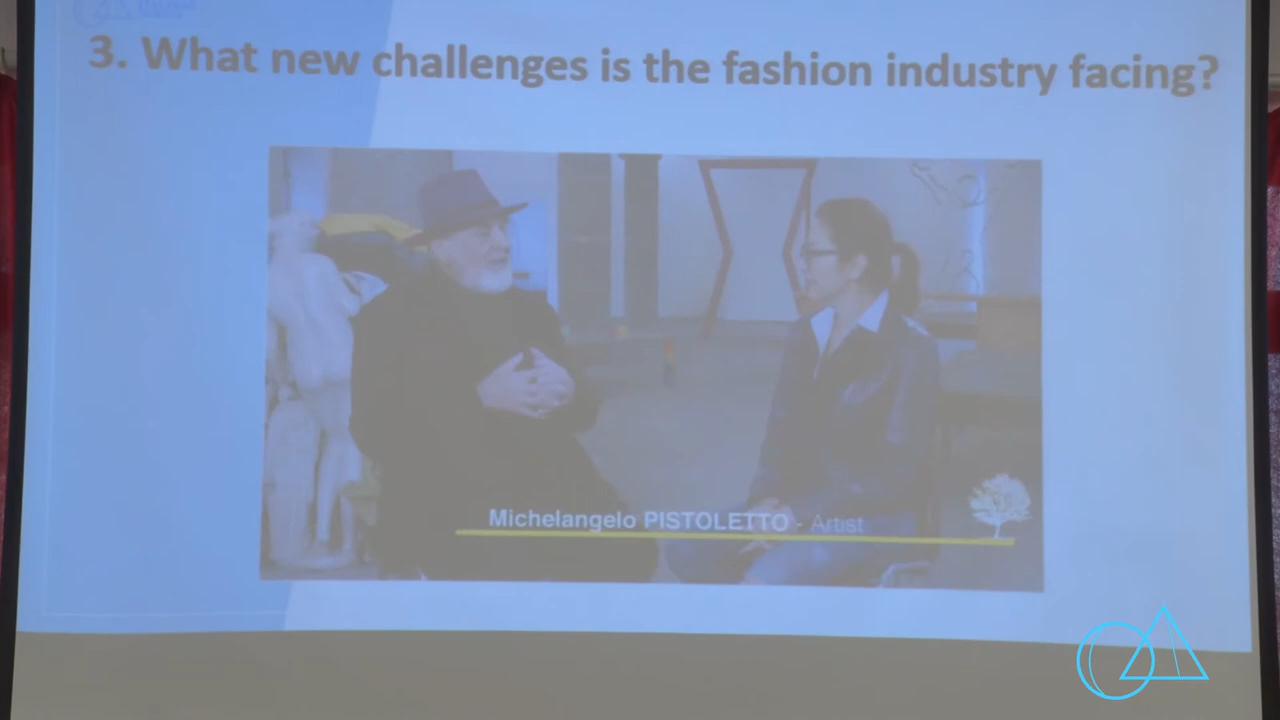 3. What new challenges is the fashion industry facing?
Michelangelo PISTOLETTO - Artist